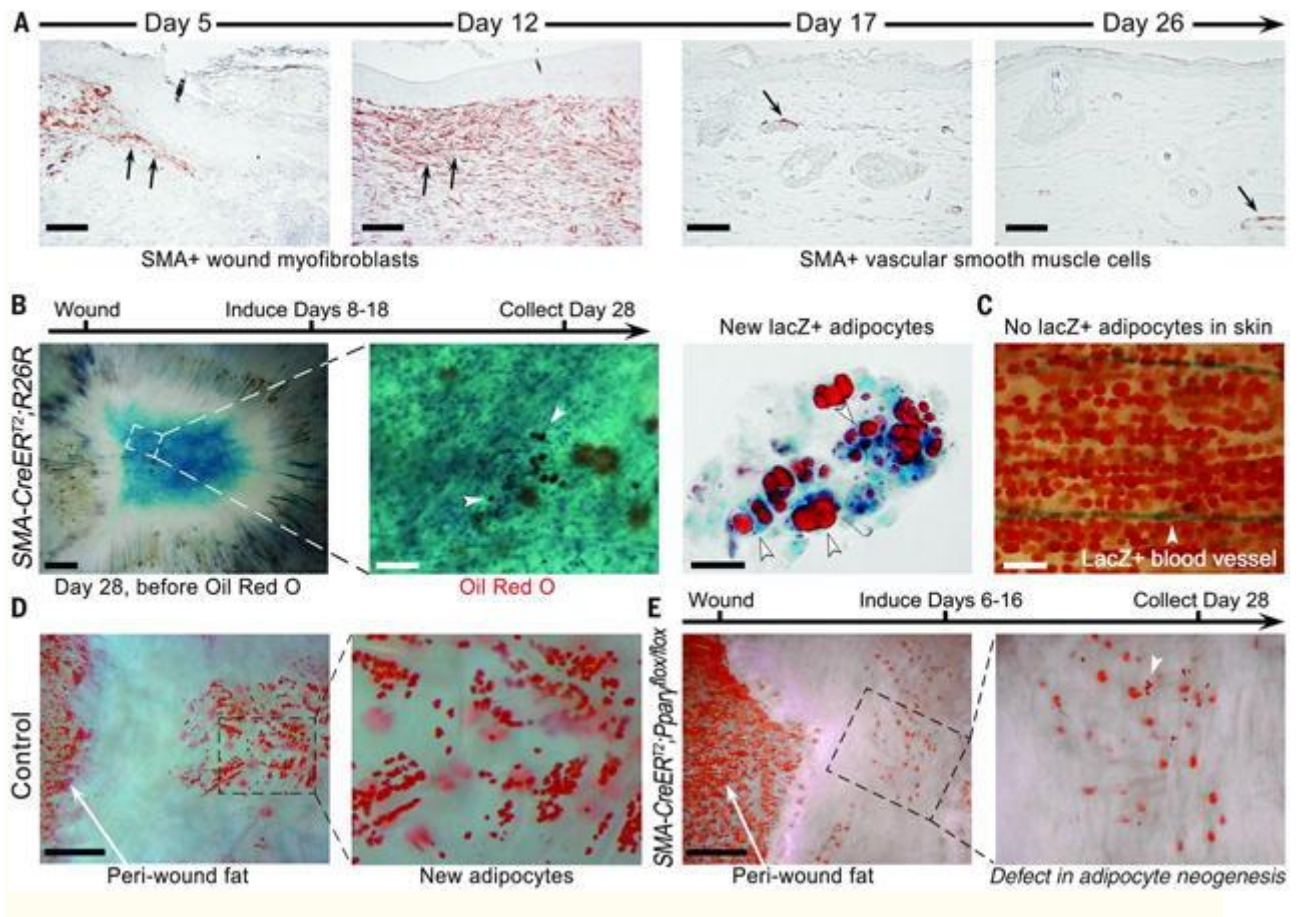 A
Day 5
Day 12
Day 17
Day 26
SMA+ wound myofibroblasts
SMA+ vascular smooth muscle cells
B
Wound
Induce Days 8-18
Collect Day 28
SMA-CreERT2;R26R
Day 28, before Oil Red O
Oil Red O
New lacZ+ adipocytes
C
No lacZ+ adipocytes in skin
LacZ+ blood vessel
D
Control
Peri-wound fat
New adipocytes
E
Wound
Induce Days 6-16
Collect Day 28
SMA-CreERT2;Pparγflox/flox
Peri-wound fat
Defect in adipocyte neogenesis